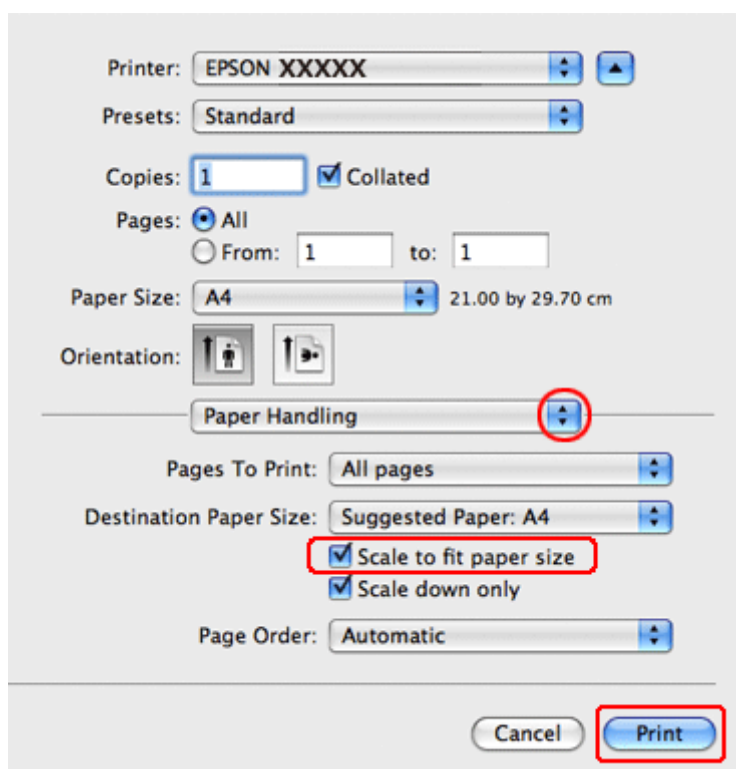 Printer: EPSON XXXXX
Presets: Standard
Copies: 1 Collated
Pages: All
From: 1 to: 1
Paper Size: A4 21.00 by 29.70 cm
Orientation:
Paper Handling
Pages To Print: All pages
Destination Paper Size: Suggested Paper: A4
Scale to fit paper size
Scale down only
Page Order: Automatic
Cancel Print